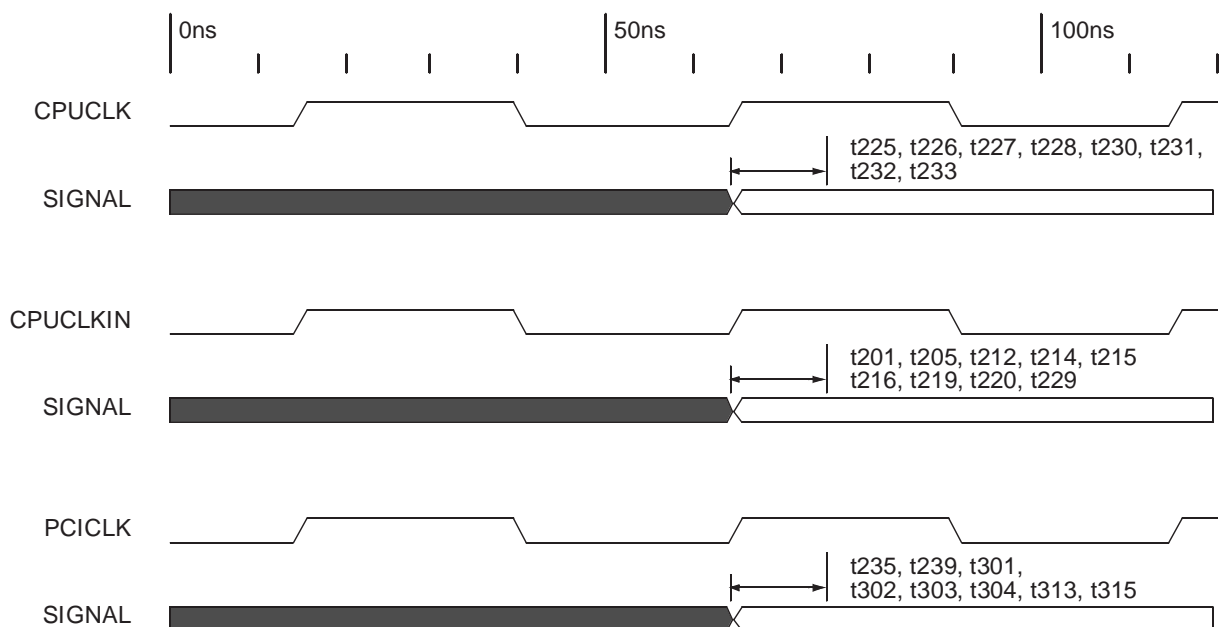 0ns 50ns 100ns
CPUCLK
t225, t226, t227, t228, t230, t231,
t232, t233
SIGNAL
CPUCLKIN
t201, t205, t212, t214, t215
t216, t219, t220, t229
SIGNAL
PCICLK
t235, t239, t301,
t302, t303, t304, t313, t315
SIGNAL